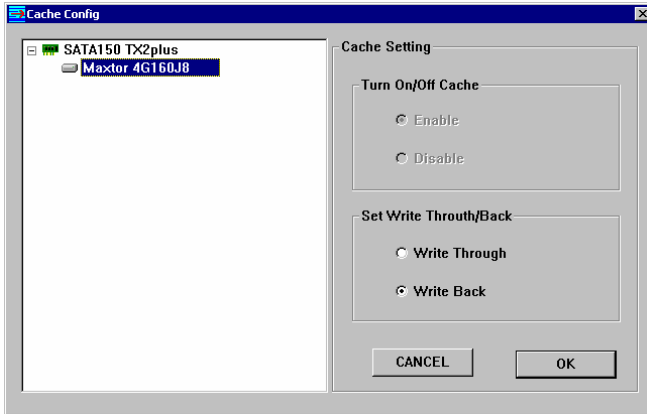 Cache Config
SATA150 TX2plus
Maxtor 4G160J8
Cache Setting
Turn On/Off Cache
Enable
Disable
Set Write Throuth/Back
Write Through
Write Back
CANCEL
OK